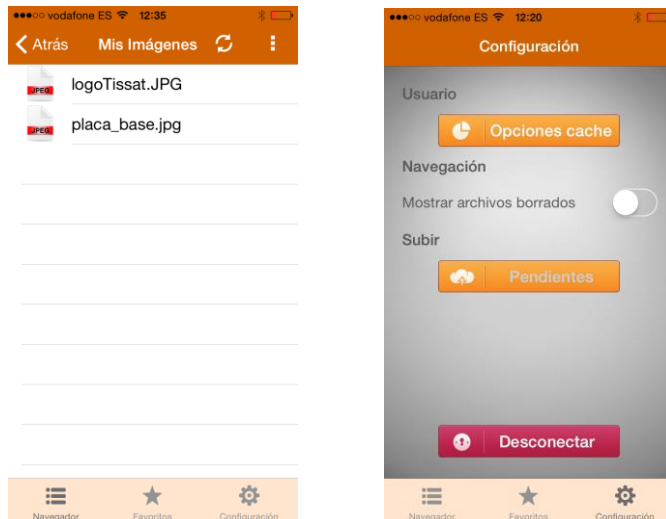 vodafone ES 12:35
Atrás Mis Imágenes
JPEG logoTissat.JPG
JPEG placa_base.jpg
Navegador Favoritos Configuración
vodafone ES 12:20
Configuración
Usuario
Opciones cache
Navegación
Mostrar archivos borrados
Subir
Pendientes
Desconectar
Navegador Favoritos Configuración